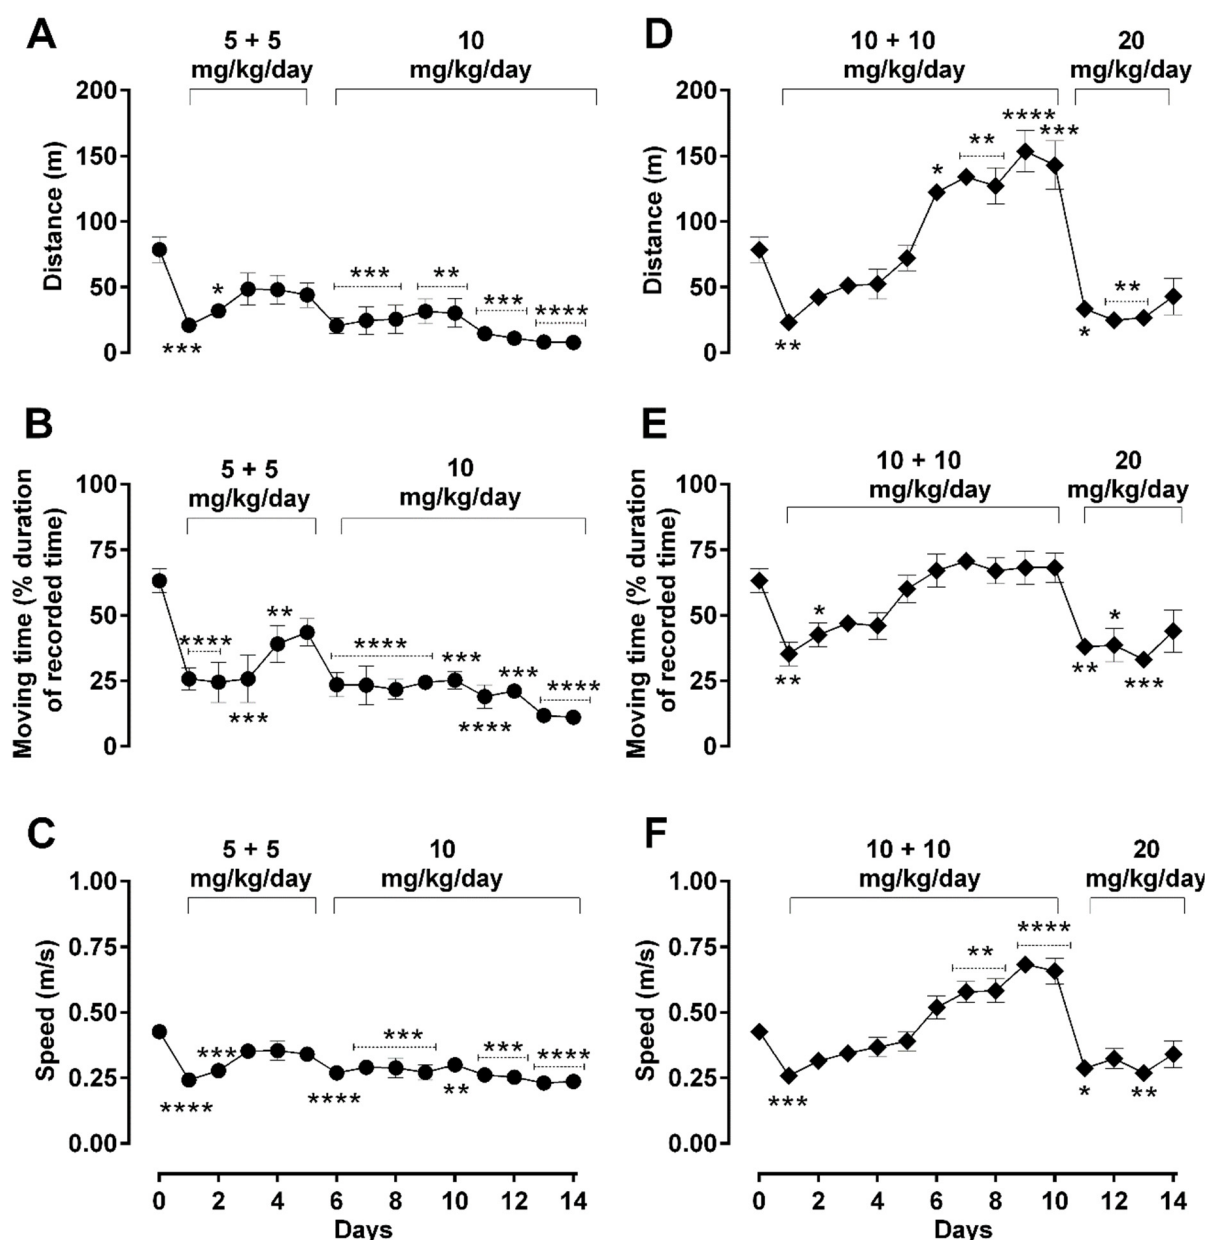 A
5 + 5
mg/kg/day
10
mg/kg/day
Distance (m)
200
150
100
50
0
***
*
***
**
***
****
D
10 + 10
mg/kg/day
20
mg/kg/day
Distance (m)
200
150
100
50
0
**
*
**
****
***
*
**
B
5 + 5
mg/kg/day
10
mg/kg/day
Moving time (% duration
of recorded time)
100
75
50
25
0
****
***
**
****
***
****
***
****
E
10 + 10
mg/kg/day
20
mg/kg/day
Moving time (% duration
of recorded time)
100
75
50
25
0
**
*
**
*
***
C
5 + 5
mg/kg/day
10
mg/kg/day
Speed (m/s)
1.00
0.75
0.50
0.25
0.00
****
***
****
***
**
***
****
0 2 4 6 8 10 12 14
Days
F
10 + 10
mg/kg/day
20
mg/kg/day
Speed (m/s)
1.00
0.75
0.50
0.25
0.00
***
**
****
*
**
0 2 4 6 8 10 12 14
Days